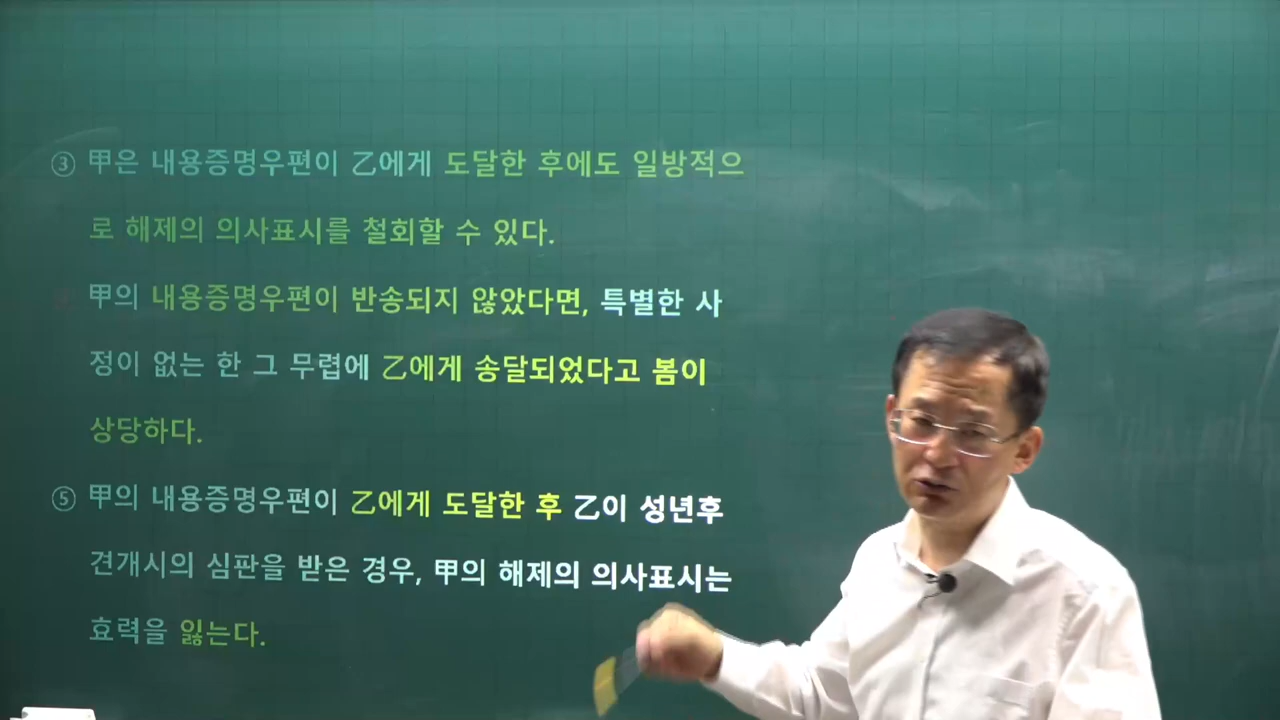 ③ 甲은 내용증명우편이 乙에게 도달한 후에도 일방적으
로 해제의 의사표시를 철회할 수 있다.
甲의 내용증명우편이 반송되지 않았다면, 특별한 사
정이 없는 한 그 무렵에 乙에게 송달되었다고 봄이
상당하다.
⑤ 甲의 내용증명우편이 乙에게 도달한 후 乙이 성년후
견개시의 심판을 받은 경우, 甲의 해제의 의사표시는
효력을 잃는다.